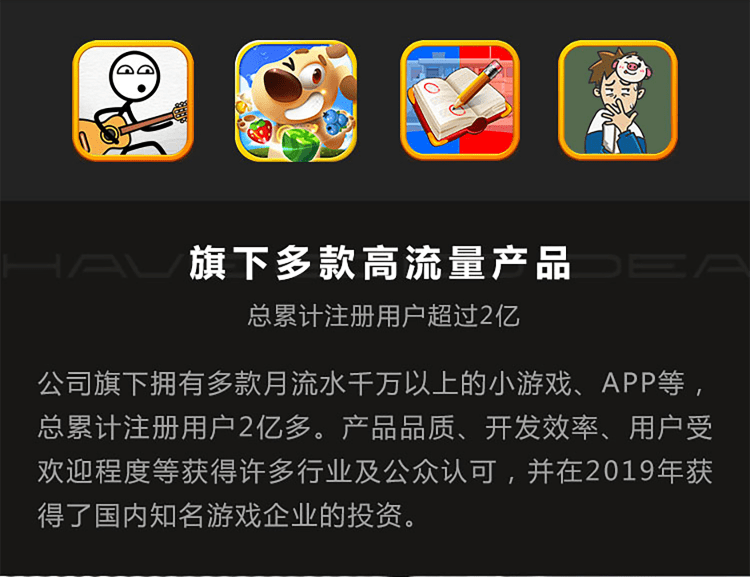 旗下多款高流量产品
总累计注册用户超过2亿
公司旗下拥有多款月流水千万以上的小游戏、APP等，
总累计注册用户2亿多。产品品质、开发效率、用户受
欢迎程度等获得许多行业及公众认可，并在2019年获
得了国内知名游戏企业的投资。